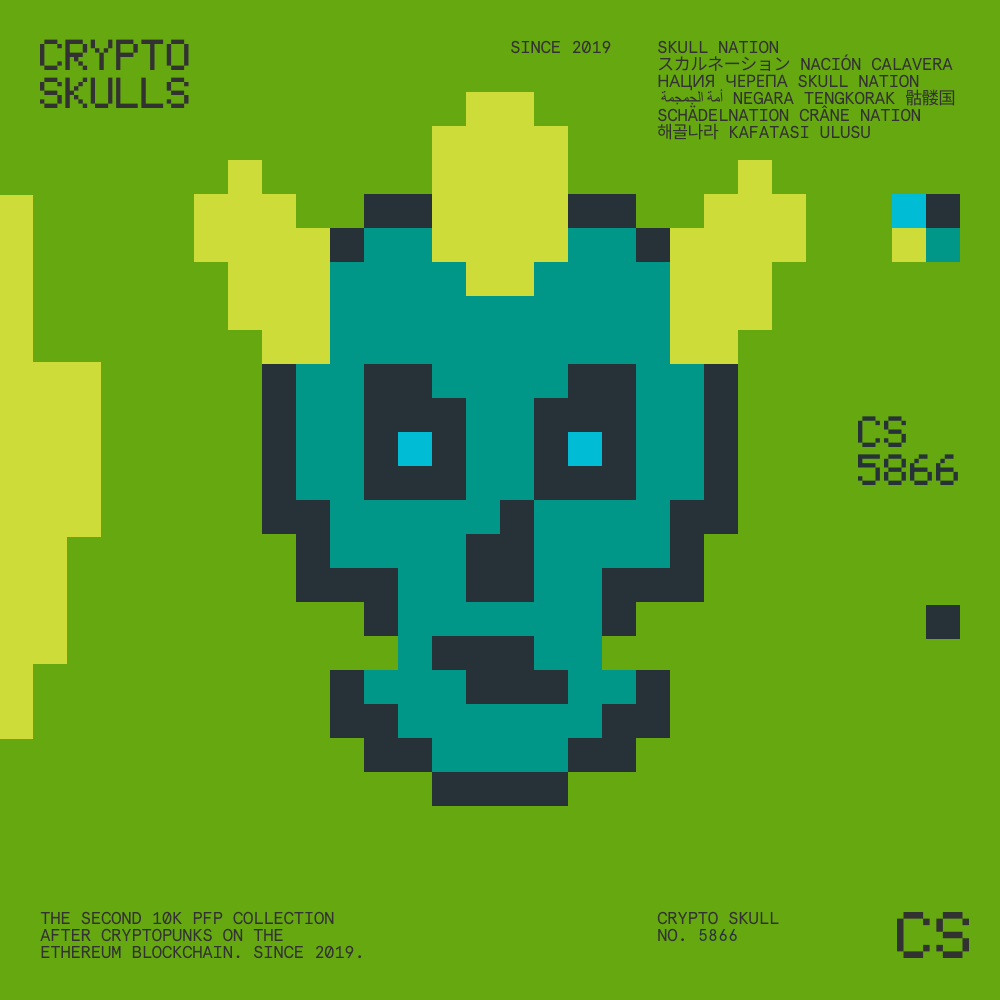 CRYPTO
SKULLS
SINCE 2019
SKULL NATION
スカルネーション NACIÓN CALAVERA
НАЦИЯ ЧЕРЕПА SKULL NATION
أمة الجمجمة NEGARA TENGKORAK 骷髅国
SCHÄDELNATION CRÂNE NATION
해골나라 KAFATASI ULUSU
CS
5866
THE SECOND 10K PFP COLLECTION
AFTER CRYPTOPUNKS ON THE
ETHEREUM BLOCKCHAIN. SINCE 2019.
CRYPTO SKULL
NO. 5866
CS